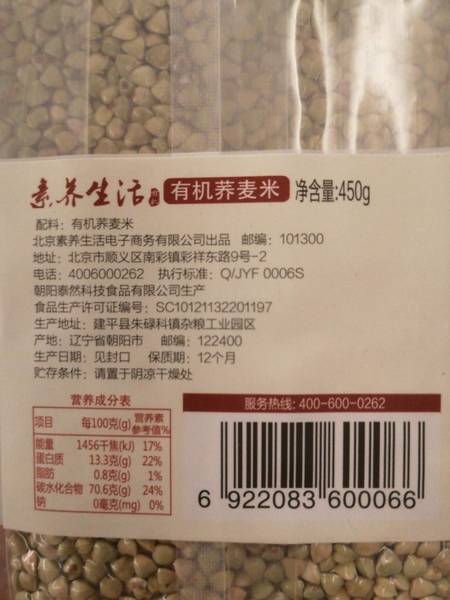 素养生活 有机荞麦米 净含量:450g
配料: 有机荞麦米
北京素养生活电子商务有限公司出品 邮编: 101300
地址: 北京市顺义区南彩镇彩祥东路9号-2
电话: 4006000262 执行标准: Q/JYF 0006S
朝阳泰然科技食品有限公司生产
食品生产许可证编号: SC10121132201197
生产地址: 建平县朱碌科镇杂粮工业园区
产地: 辽宁省朝阳市 邮编: 122400
生产日期: 见封口 保质期: 12个月
贮存条件: 请置于阴凉干燥处
营养成分表
项目 每100克(g) 营养素参考值%
能量 1456千焦(kJ) 17%
蛋白质 13.3克(g) 22%
脂肪 0.8克(g) 1%
碳水化合物 70.6克(g) 24%
钠 0毫克(mg) 0%
服务热线: 400-600-0262
6 922083 600066